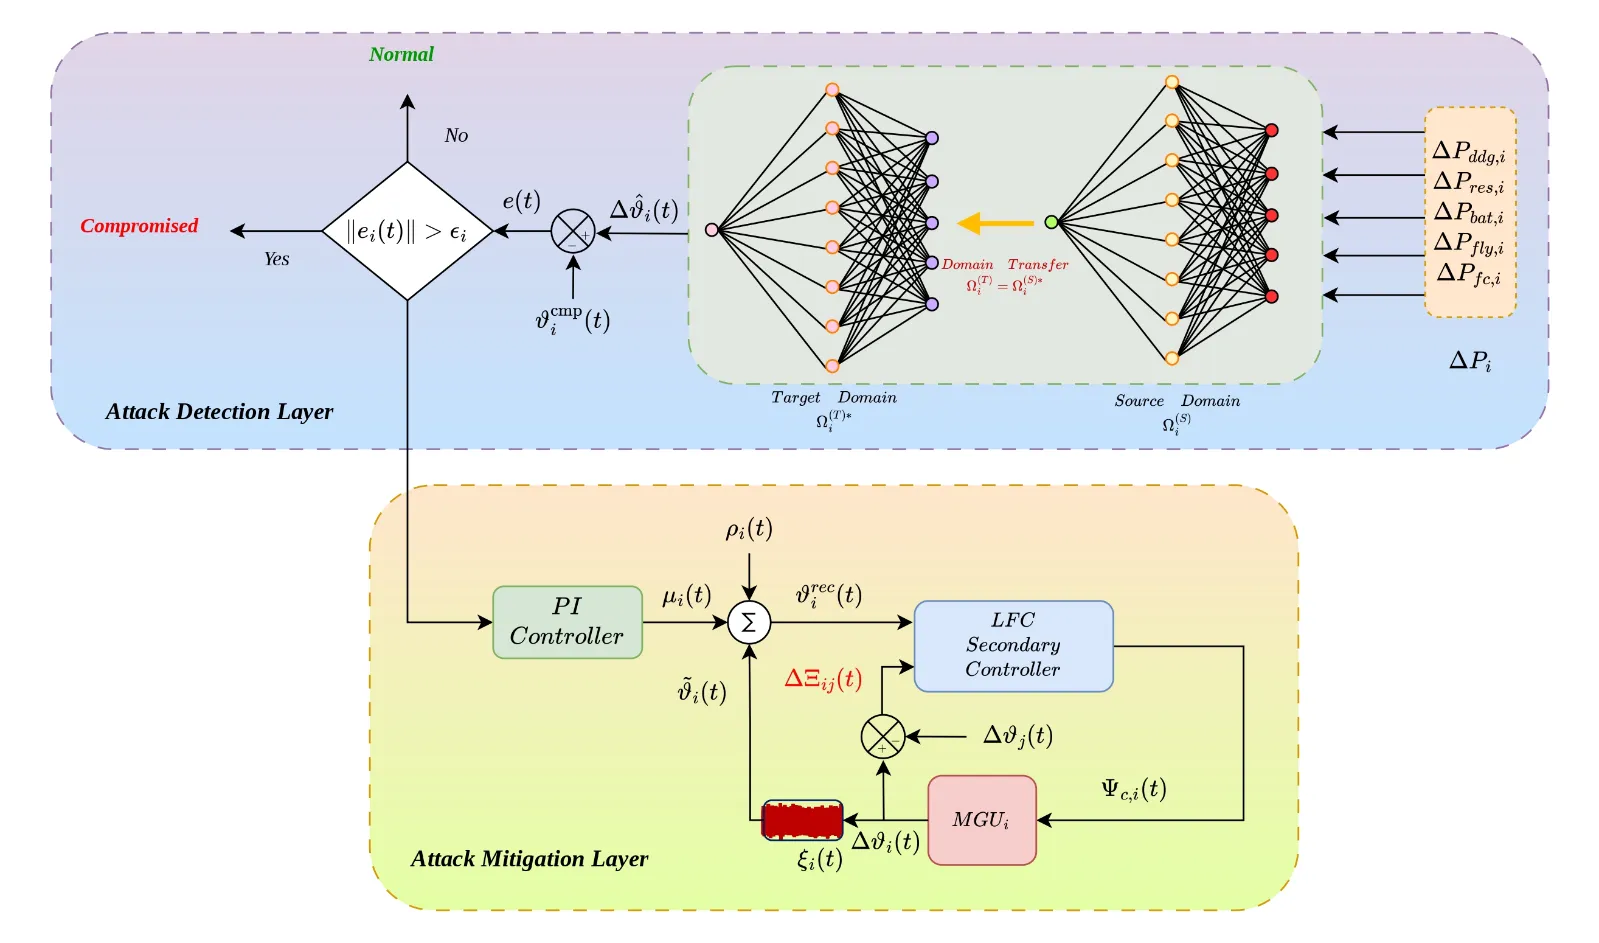 Normal
No
Compromised
Yes
‖e_i(t)‖ > ϵ_i
e(t)
+
−
Δϑ̂_i(t)
ϑ_i^cmp(t)
Domain Transfer
Ω_i^(T) = Ω_i^(S)*
ΔP_ddg,i
ΔP_res,i
ΔP_bat,i
ΔP_fly,i
ΔP_fc,i
ΔP_i
Target Domain
Ω_i^(T)*
Source Domain
Ω_i^(S)
Attack Detection Layer
ρ_i(t)
PI
Controller
μ_i(t)
Σ
ϑ_i^rec(t)
LFC
Secondary
Controller
ϑ̃_i(t)
ΔΞ_ij(t)
−
+
Δϑ_j(t)
Ψ_c,i(t)
MGU_i
Δϑ_i(t)
ξ_i(t)
Attack Mitigation Layer